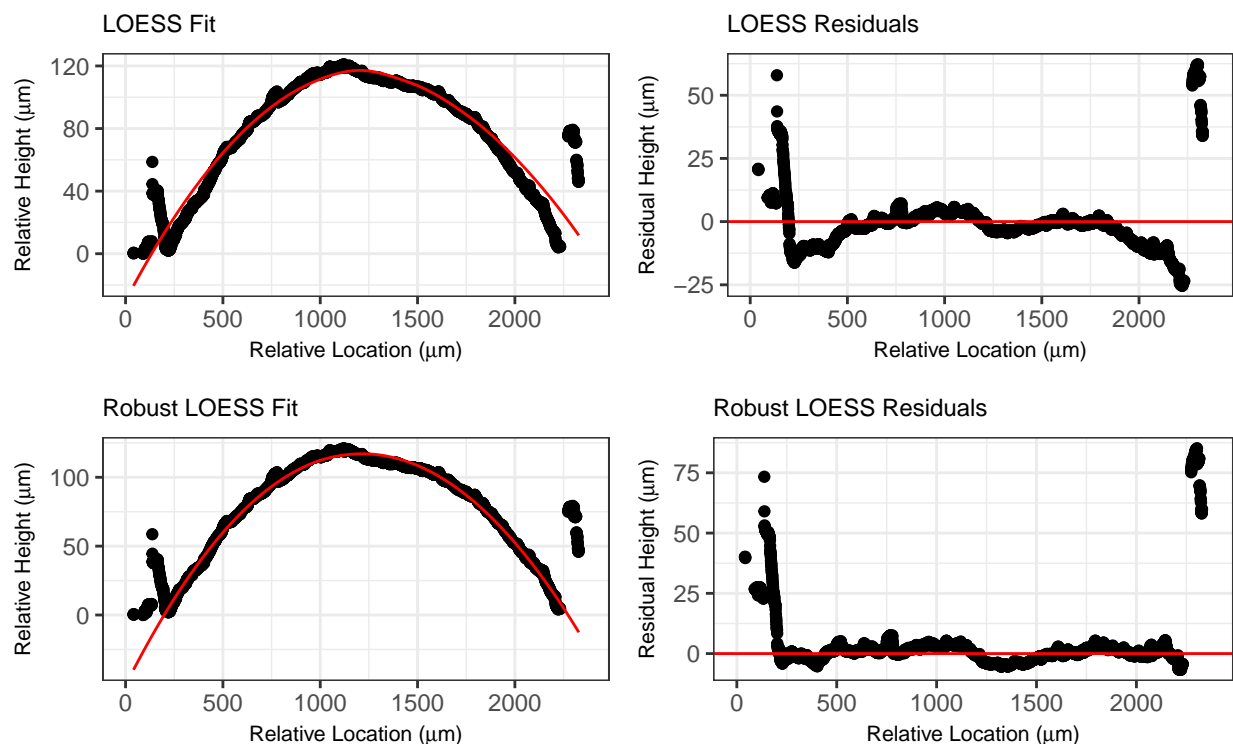 LOESS Fit
Relative Height (μm)
120
80
40
0
0 500 1000 1500 2000
Relative Location (μm)
LOESS Residuals
Residual Height (μm)
50
25
0
−25
0 500 1000 1500 2000
Relative Location (μm)
Robust LOESS Fit
Relative Height (μm)
100
50
0
0 500 1000 1500 2000
Relative Location (μm)
Robust LOESS Residuals
Residual Height (μm)
75
50
25
0
0 500 1000 1500 2000
Relative Location (μm)